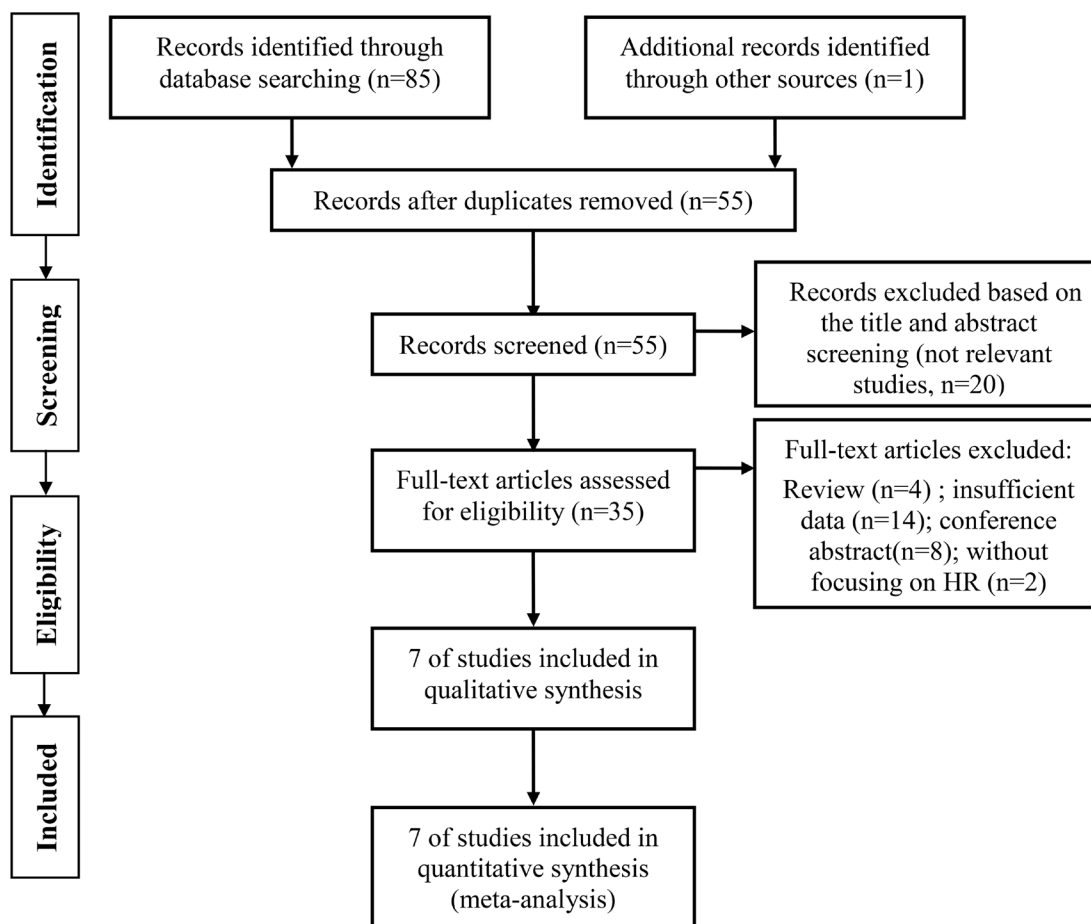 Identification
Records identified through
database searching (n=85)
Additional records identified
through other sources (n=1)
Records after duplicates removed (n=55)
Screening
Records screened (n=55)
Records excluded based on
the title and abstract
screening (not relevant
studies, n=20)
Eligibility
Full-text articles assessed
for eligibility (n=35)
Full-text articles excluded:
Review (n=4) ; insufficient
data (n=14); conference
abstract(n=8); without
focusing on HR (n=2)
7 of studies included in
qualitative synthesis
Included
7 of studies included in
quantitative synthesis
(meta-analysis)